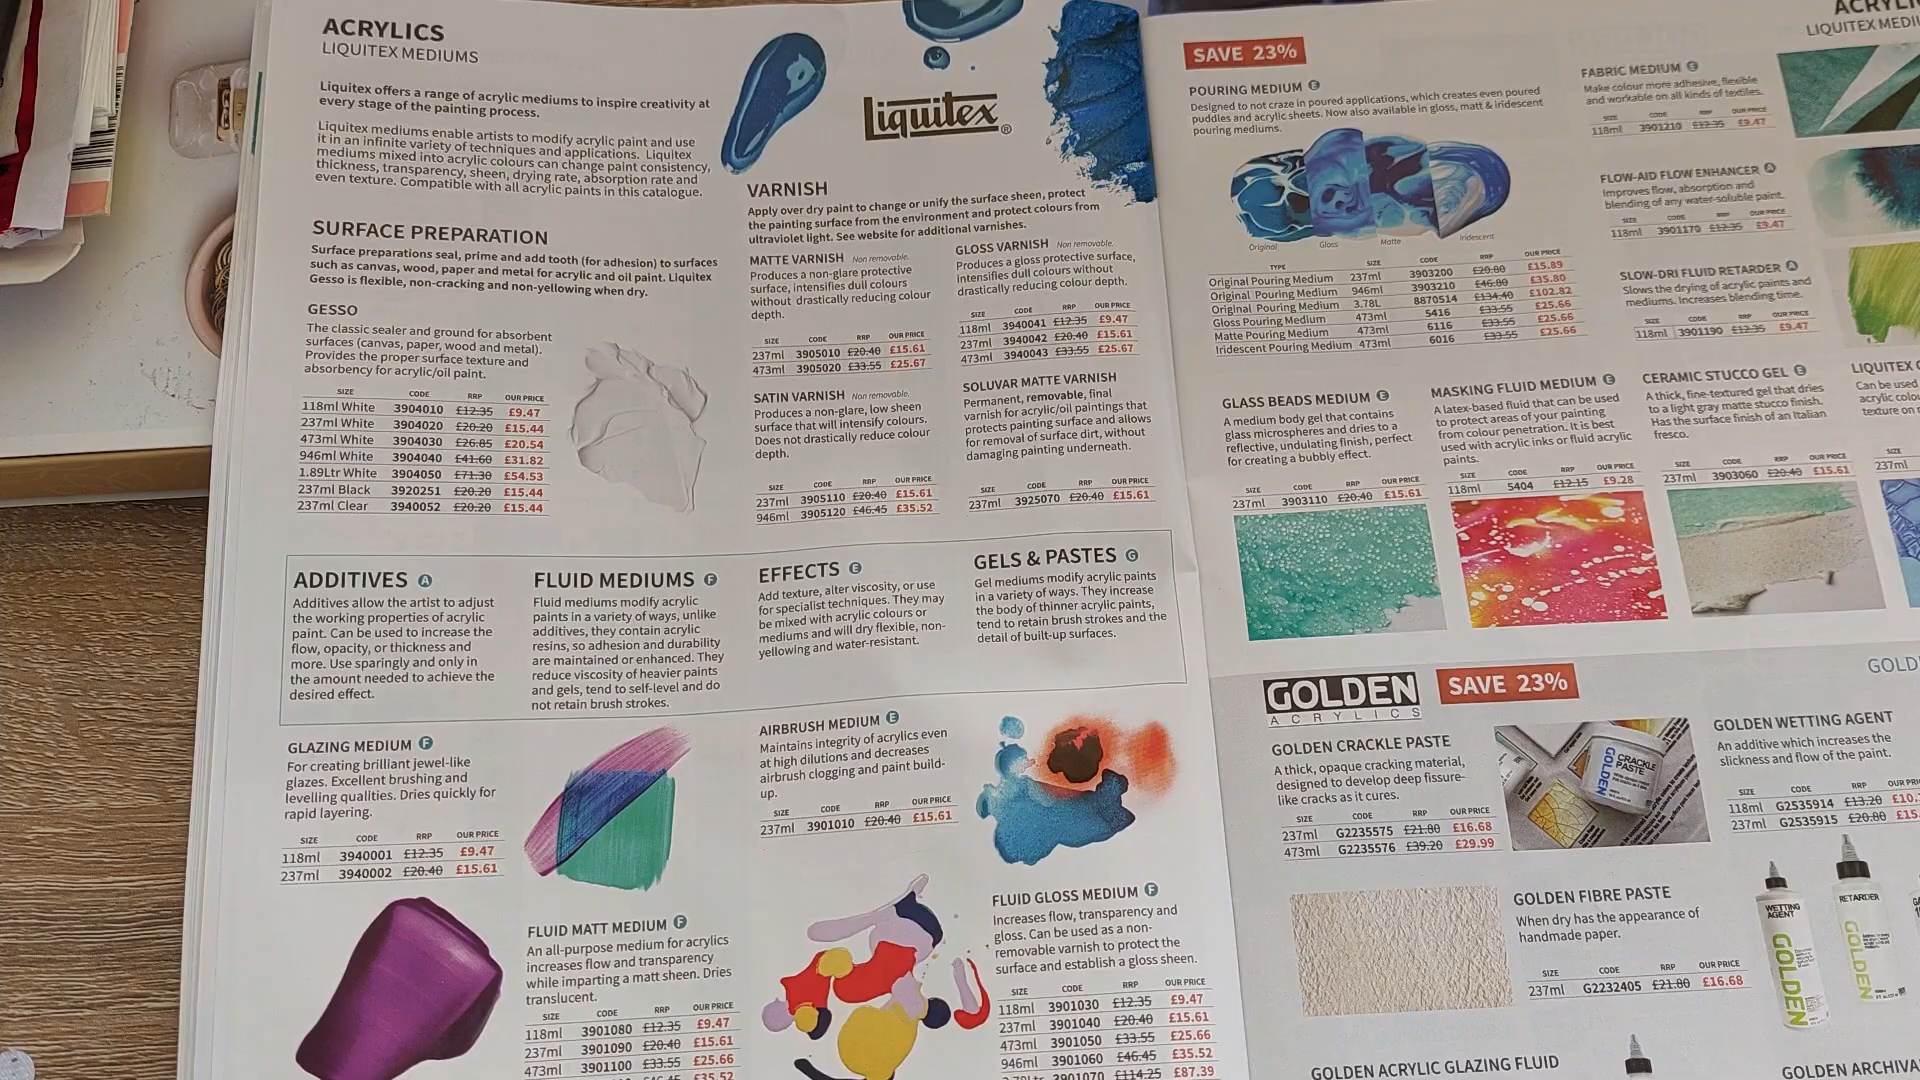 ACRYLICS
LIQUITEX MEDIUMS
Liquitex offers a range of acrylic mediums to inspire creativity at
every stage of the painting process.
Liquitex mediums enable artists to modify acrylic paint and use
it in an infinite variety of techniques and applications. Liquitex
mediums mixed into acrylic colours can change paint consistency,
thickness, transparency, sheen, drying rate, absorption rate and
even texture. Compatible with all acrylic paints in this catalogue.
SURFACE PREPARATION
Surface preparations seal, prime and add tooth (for adhesion) to surfaces
such as canvas, wood, paper and metal for acrylic and oil paint. Liquitex
Gesso is flexible, non-cracking and non-yellowing when dry.
GESSO
The classic sealer and ground for absorbent
surfaces (canvas, paper, wood and metal).
Provides the proper surface texture and
absorbency for acrylic/oil paint.
SIZE CODE RRP OUR PRICE
118ml White 3904010 £12.35 £9.47
237ml White 3904020 £20.20 £15.44
473ml White 3904030 £26.85 £20.54
946ml White 3904040 £41.60 £31.82
1.89Ltr White 3904050 £71.30 £54.53
237ml Black 3920251 £20.20 £15.44
237ml Clear 3940052 £20.20 £15.44
Liquitex®
VARNISH
Apply over dry paint to change or unify the surface sheen, protect
the painting surface from the environment and protect colours from
ultraviolet light. See website for additional varnishes.
MATTE VARNISH Non removable.
Produces a non-glare protective
surface, intensifies dull colours
without drastically reducing colour
depth.
SIZE CODE RRP OUR PRICE
237ml 3905010 £20.40 £15.61
473ml 3905020 £33.55 £25.67
GLOSS VARNISH Non removable.
Produces a gloss protective surface,
intensifies dull colours without
drastically reducing colour depth.
SIZE CODE RRP OUR PRICE
118ml 3940041 £12.35 £9.47
237ml 3940042 £20.40 £15.61
473ml 3940043 £33.55 £25.67
SATIN VARNISH Non removable.
Produces a non-glare, low sheen
surface that will intensify colours.
Does not drastically reduce colour
depth.
SIZE CODE RRP OUR PRICE
237ml 3905110 £20.40 £15.61
946ml 3905120 £46.45 £35.52
SOLUVAR MATTE VARNISH
Permanent, removable, final
varnish for acrylic/oil paintings that
protects painting surface and allows
for removal of surface dirt, without
damaging painting underneath.
SIZE CODE RRP OUR PRICE
237ml 3925070 £20.40 £15.61
ADDITIVES A
Additives allow the artist to adjust
the working properties of acrylic
paint. Can be used to increase the
flow, opacity, or thickness and
more. Use sparingly and only in
the amount needed to achieve the
desired effect.
FLUID MEDIUMS F
Fluid mediums modify acrylic
paints in a variety of ways, unlike
additives, they contain acrylic
resins, so adhesion and durability
are maintained or enhanced. They
reduce viscosity of heavier paints
and gels, tend to self-level and do
not retain brush strokes.
EFFECTS E
Add texture, alter viscosity, or use
for specialist techniques. They may
be mixed with acrylic colours or
mediums and will dry flexible, non-
yellowing and water-resistant.
GELS & PASTES G
Gel mediums modify acrylic paints
in a variety of ways. They increase
the body of thinner acrylic paints,
tend to retain brush strokes and the
detail of built-up surfaces.
GLAZING MEDIUM F
For creating brilliant jewel-like
glazes. Excellent brushing and
levelling qualities. Dries quickly for
rapid layering.
SIZE CODE RRP OUR PRICE
118ml 3940001 £12.35 £9.47
237ml 3940002 £20.40 £15.61
FLUID MATT MEDIUM F
An all-purpose medium for acrylics
increases flow and transparency
while imparting a matt sheen. Dries
translucent.
SIZE CODE RRP OUR PRICE
118ml 3901080 £12.35 £9.47
237ml 3901090 £20.40 £15.61
473ml 3901100 £33.55 £25.66
£46.45 £35.52
AIRBRUSH MEDIUM E
Maintains integrity of acrylics even
at high dilutions and decreases
airbrush clogging and paint build-
up.
SIZE CODE RRP OUR PRICE
237ml 3901010 £20.40 £15.61
FLUID GLOSS MEDIUM F
Increases flow, transparency and
gloss. Can be used as a non-
removable varnish to protect the
surface and establish a gloss sheen.
SIZE CODE RRP OUR PRICE
118ml 3901030 £12.35 £9.47
237ml 3901040 £20.40 £15.61
473ml 3901050 £33.55 £25.66
946ml 3901060 £46.45 £35.52
3901070 £114.25 £87.39
SAVE 23%
POURING MEDIUM E
Designed to not craze in poured applications, which creates even poured
puddles and acrylic sheets. Now also available in gloss, matt & iridescent
pouring mediums.
Original Gloss Matte Iridescent
TYPE SIZE CODE RRP OUR PRICE
Original Pouring Medium 237ml 3903200 £20.80 £15.89
Original Pouring Medium 946ml 3903210 £46.80 £35.80
Original Pouring Medium 3.78L 8870514 £134.40 £102.82
Gloss Pouring Medium 473ml 5416 £33.55 £25.66
Matte Pouring Medium 473ml 6116 £33.55 £25.66
Iridescent Pouring Medium 473ml 6016 £33.55 £25.66
GLASS BEADS MEDIUM E
A medium body gel that contains
glass microspheres and dries to a
reflective, undulating finish, perfect
for creating a bubbly effect.
SIZE CODE RRP OUR PRICE
237ml 3903110 £20.40 £15.61
MASKING FLUID MEDIUM E
A latex-based fluid that can be used
to protect areas of your painting
from colour penetration. It is best
used with acrylic inks or fluid acrylic
paints.
SIZE CODE RRP OUR PRICE
118ml 5404 £12.15 £9.28
CERAMIC STUCCO GEL E
A thick, fine-textured gel that dries
to a light gray matte stucco finish.
Has the surface finish of an Italian
fresco.
SIZE CODE RRP OUR PRICE
237ml 3903060 £20.40 £15.61
ACRYLI
LIQUITEX MEDI
FABRIC MEDIUM E
Make colour more adhesive, flexible
and workable on all kinds of textiles.
SIZE CODE RRP OUR PRICE
118ml 3901210 £12.35 £9.47
FLOW-AID FLOW ENHANCER A
Improves flow, absorption and
blending of any water-soluble paint.
SIZE CODE RRP OUR PRICE
118ml 3901170 £12.35 £9.47
SLOW-DRI FLUID RETARDER A
Slows the drying of acrylic paints and
mediums. Increases blending time.
SIZE CODE RRP OUR PRICE
118ml 3901190 £12.35 £9.47
LIQUITEX
Can be used
acrylic colo
texture on
SIZE
237ml
GOLD
GOLDEN
ACRYLICS
SAVE 23%
GOLDEN CRACKLE PASTE
A thick, opaque cracking material,
designed to develop deep fissure-
like cracks as it cures.
SIZE CODE RRP OUR PRICE
237ml G2235575 £21.80 £16.68
473ml G2235576 £39.20 £29.99
GOLDEN
CRACKLE
PASTE
GOLDEN WETTING AGENT
An additive which increases the
slickness and flow of the paint.
SIZE CODE RRP OUR PRI
118ml G2535914 £13.20 £10.
237ml G2535915 £20.80 £15.
GOLDEN FIBRE PASTE
When dry has the appearance of
handmade paper.
SIZE CODE RRP OUR PRICE
237ml G2232405 £21.80 £16.68
WETTING
AGENT
GOLDEN
RETARDER
GOLDEN
GOLDEN ACRYLIC GLAZING FLUID
GOLDEN ARCHIVA